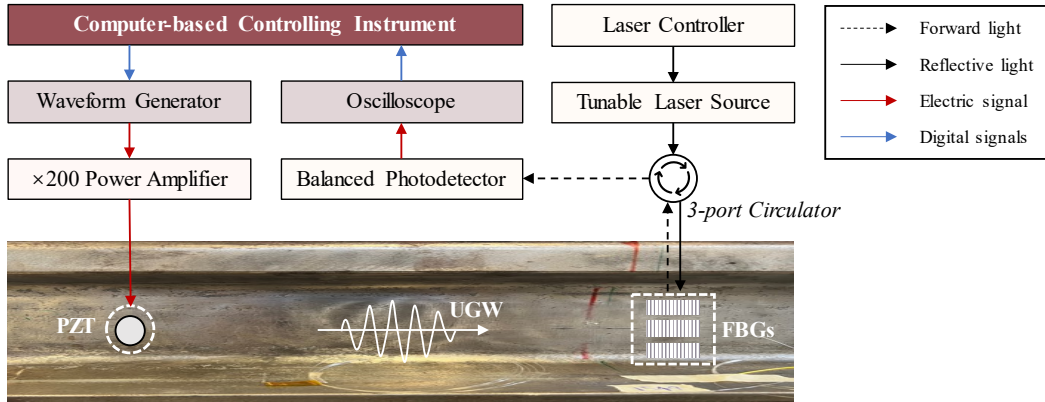 Computer-based Controlling Instrument
Laser Controller
Waveform Generator
Oscilloscope
Tunable Laser Source
×200 Power Amplifier
Balanced Photodetector
3-port Circulator
PZT
UGW
FBGs
Forward light
Reflective light
Electric signal
Digital signals